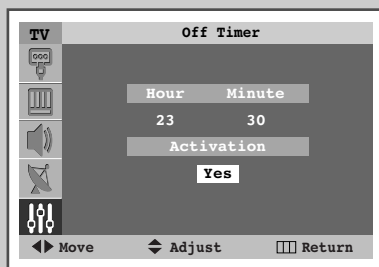 TV Off Timer
Hour Minute
23 30
Activation
Yes
Move Adjust Return